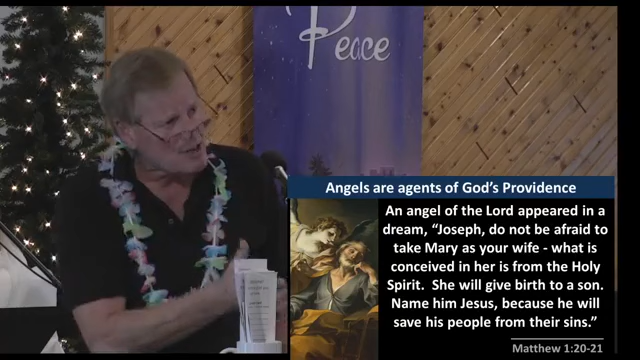 Peace
Angels are agents of God's Providence
An angel of the Lord appeared in a
dream, "Joseph, do not be afraid to
take Mary as your wife - what is
conceived in her is from the Holy
Spirit.  She will give birth to a son.
Name him Jesus, because he will
save his people from their sins."
Matthew 1:20-21